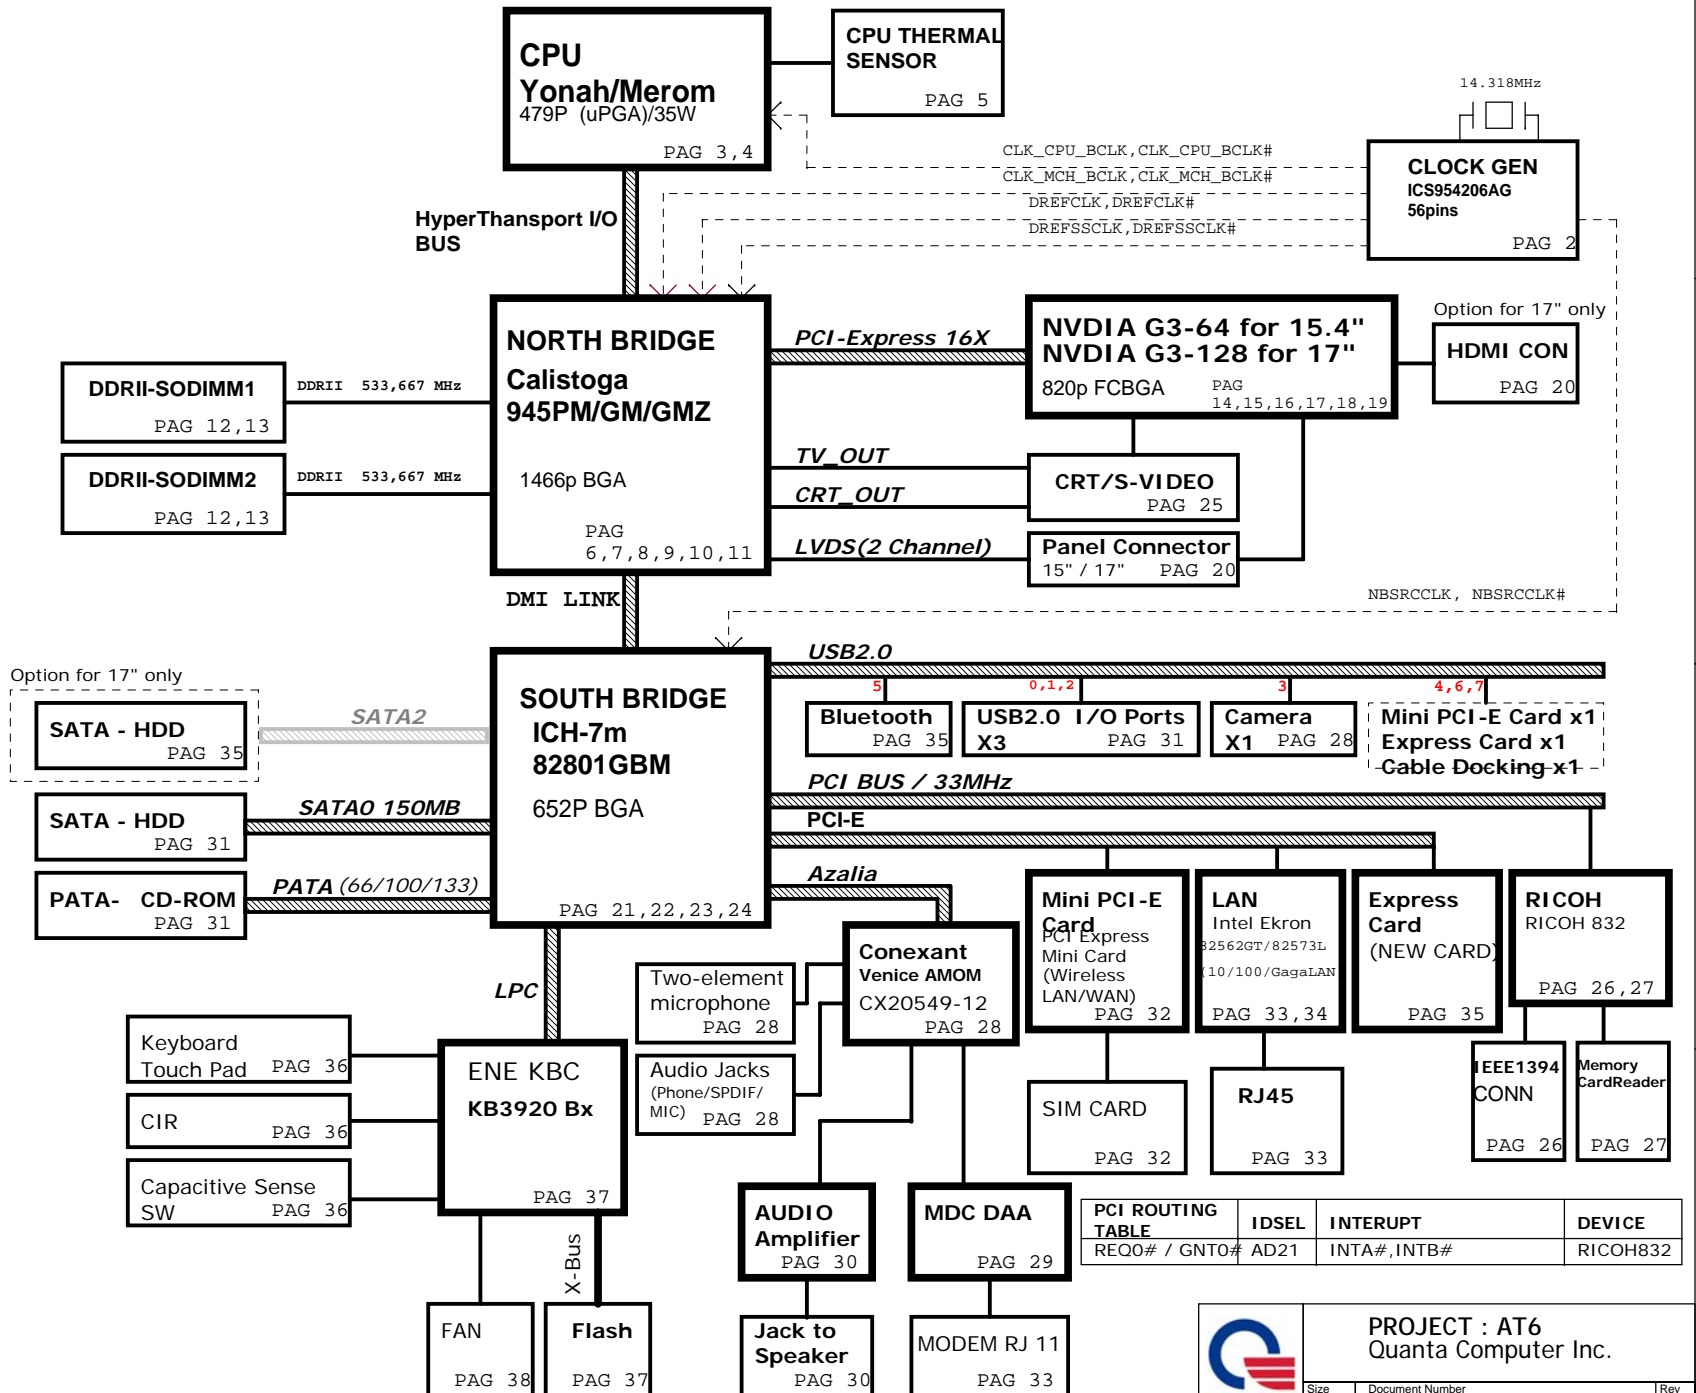 CPU
Yonah/Merom
479P (uPGA)/35W
PAG 3,4
CPU THERMAL
SENSOR
PAG 5
14.318MHz
CLOCK GEN
ICS954206AG
56pins
PAG 2
CLK_CPU_BCLK,CLK_CPU_BCLK#
CLK_MCH_BCLK,CLK_MCH_BCLK#
DREFCLK,DREFCLK#
DREFSSCLK,DREFSSCLK#
HyperThansport I/O
BUS
NORTH BRIDGE
Calistoga
945PM/GM/GMZ
1466p BGA
PAG
6,7,8,9,10,11
DDRII-SODIMM1
PAG 12,13
DDRII 533,667 MHz
DDRII-SODIMM2
PAG 12,13
DDRII 533,667 MHz
PCI-Express 16X
NVDIA G3-64 for 15.4"
NVDIA G3-128 for 17"
820p FCBGA
PAG
14,15,16,17,18,19
Option for 17" only
HDMI CON
PAG 20
TV_OUT
CRT_OUT
CRT/S-VIDEO
PAG 25
LVDS(2 Channel)
Panel Connector
15" / 17" PAG 20
DMI LINK
NBSRCCLK, NBSRCCLK#
Option for 17" only
SATA - HDD
PAG 35
SATA2
SATA - HDD
PAG 31
SATA0 150MB
PATA- CD-ROM
PAG 31
PATA (66/100/133)
SOUTH BRIDGE
ICH-7m
82801GBM
652P BGA
PAG 21,22,23,24
USB2.0
5
0,1,2
3
4,6,7
Bluetooth
PAG 35
USB2.0 I/O Ports
X3 PAG 31
Camera
X1 PAG 28
Mini PCI-E Card x1
Express Card x1
Cable Docking x1
PCI BUS / 33MHz
PCI-E
Azalia
LPC
Mini PCI-E
Card
PCI Express
Mini Card
(Wireless
LAN/WAN)
PAG 32
LAN
Intel Ekron
82562GT/82573L
(10/100/GagaLAN
PAG 33,34
Express
Card
(NEW CARD)
PAG 35
RICOH
RICOH 832
PAG 26,27
Conexant
Venice AMOM
CX20549-12
PAG 28
Two-element
microphone
PAG 28
Audio Jacks
(Phone/SPDIF/
MIC) PAG 28
Keyboard
Touch Pad PAG 36
CIR
PAG 36
Capacitive Sense
SW PAG 36
ENE KBC
KB3920 Bx
PAG 37
SIM CARD
PAG 32
RJ45
PAG 33
IEEE1394
CONN
PAG 26
Memory
CardReader
PAG 27
AUDIO
Amplifier
PAG 30
MDC DAA
PAG 29
PCI ROUTING
TABLE IDSEL INTERUPT DEVICE
REQ0# / GNT0# AD21 INTA#,INTB# RICOH832
X-Bus
FAN
PAG 38
Flash
PAG 37
Jack to
Speaker
PAG 30
MODEM RJ 11
PAG 33
PROJECT : AT6
Quanta Computer Inc.
Size Document Number Rev